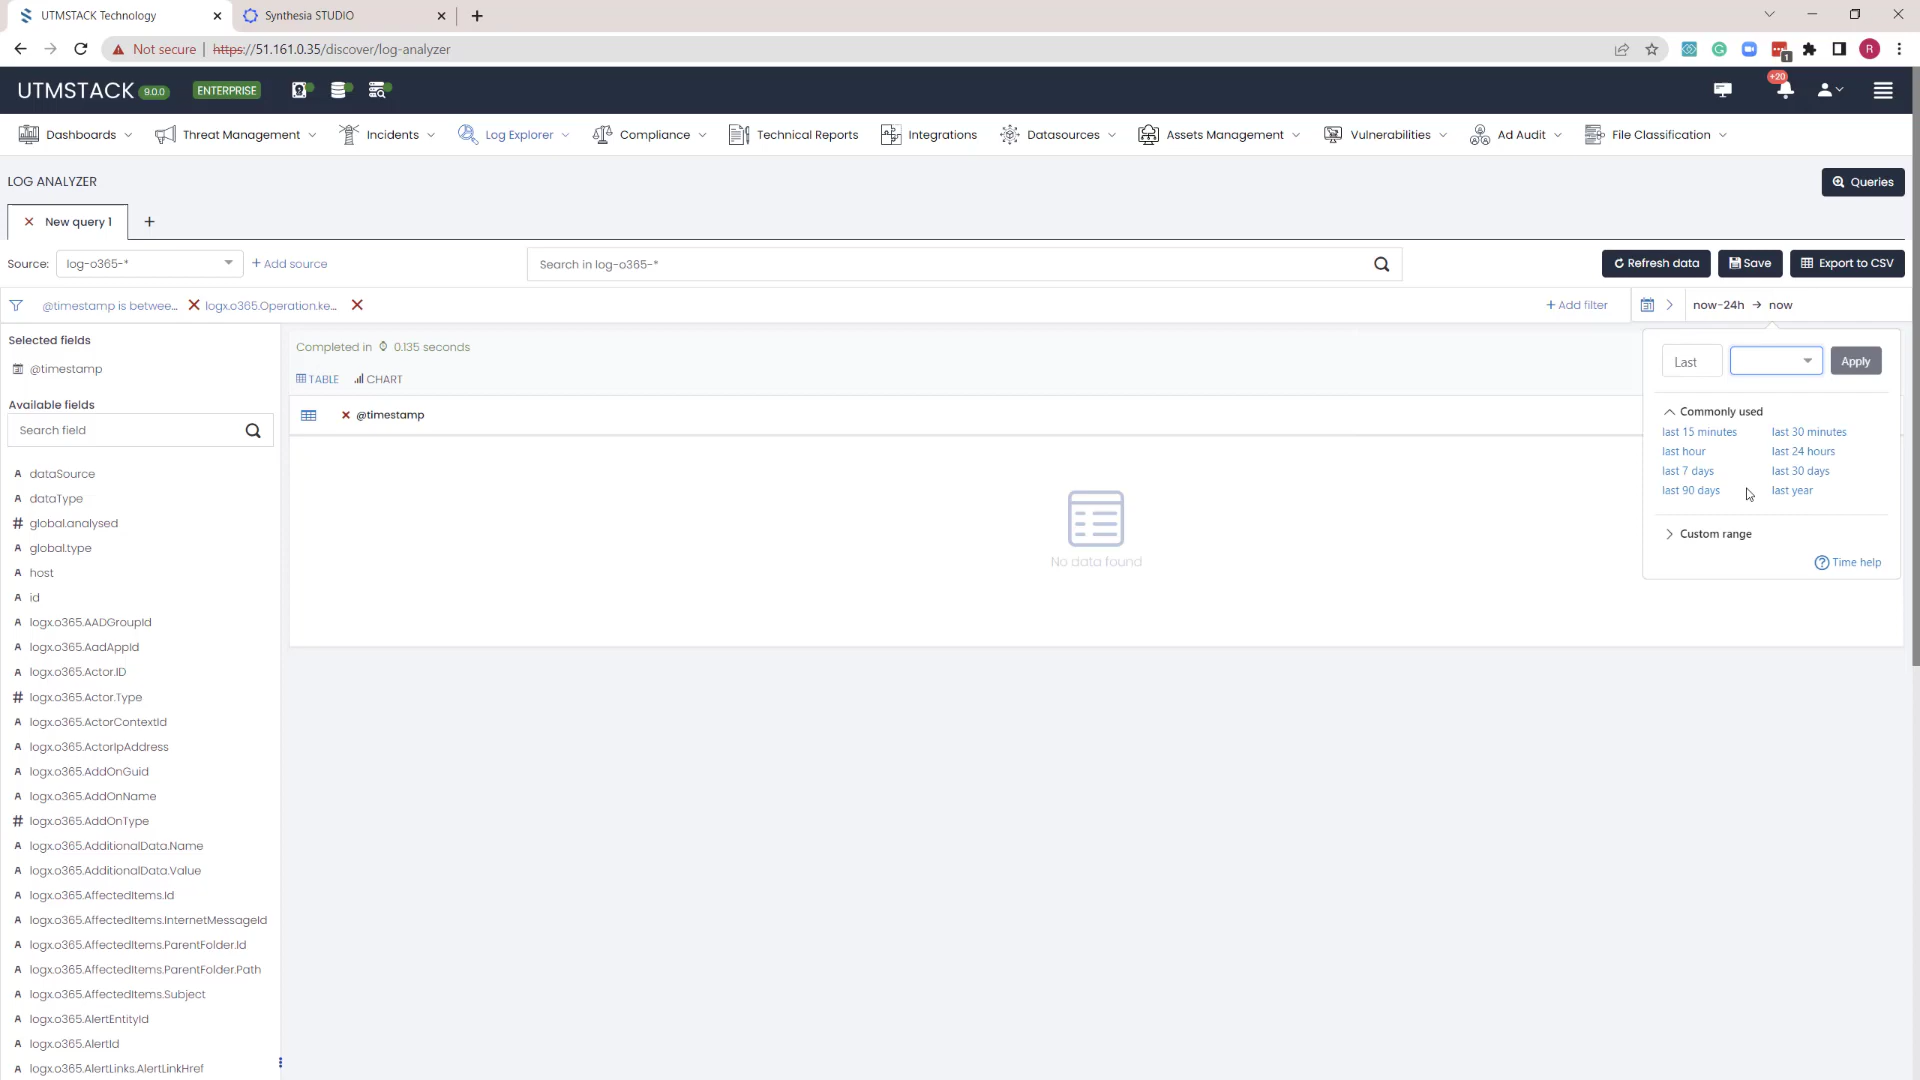 UTMSTACK Technology
Synthesia STUDIO
Not secure
https://51.161.0.35/discover/log-analyzer
1
R
UTMSTACK 9.0.0
ENTERPRISE
+20
Dashboards
Threat Management
Incidents
Log Explorer
Compliance
Technical Reports
Integrations
Datasources
Assets Management
Vulnerabilities
Ad Audit
File Classification
LOG ANALYZER
Queries
New query 1
Source:
log-o365-*
+ Add source
Search in log-o365-*
Refresh data
Save
Export to CSV
@timestamp is betwee...
logx.o365.Operation.ke...
+ Add filter
now-24h → now
Selected fields
@timestamp
Available fields
Search field
A dataSource
A dataType
# global.analysed
A global.type
A host
A id
A logx.o365.AADGroupId
A logx.o365.AadAppId
A logx.o365.Actor.ID
# logx.o365.Actor.Type
A logx.o365.ActorContextId
A logx.o365.ActorIpAddress
A logx.o365.AddOnGuid
A logx.o365.AddOnName
# logx.o365.AddOnType
A logx.o365.AdditionalData.Name
A logx.o365.AdditionalData.Value
A logx.o365.AffectedItems.Id
A logx.o365.AffectedItems.InternetMessageId
A logx.o365.AffectedItems.ParentFolder.Id
A logx.o365.AffectedItems.ParentFolder.Path
A logx.o365.AffectedItems.Subject
A logx.o365.AlertEntityId
A logx.o365.AlertId
A logx.o365.AlertLinks.AlertLinkHref
Completed in 0.135 seconds
TABLE
CHART
@timestamp
No data found
Last
Apply
Commonly used
last 15 minutes
last 30 minutes
last hour
last 24 hours
last 7 days
last 30 days
last 90 days
last year
Custom range
Time help